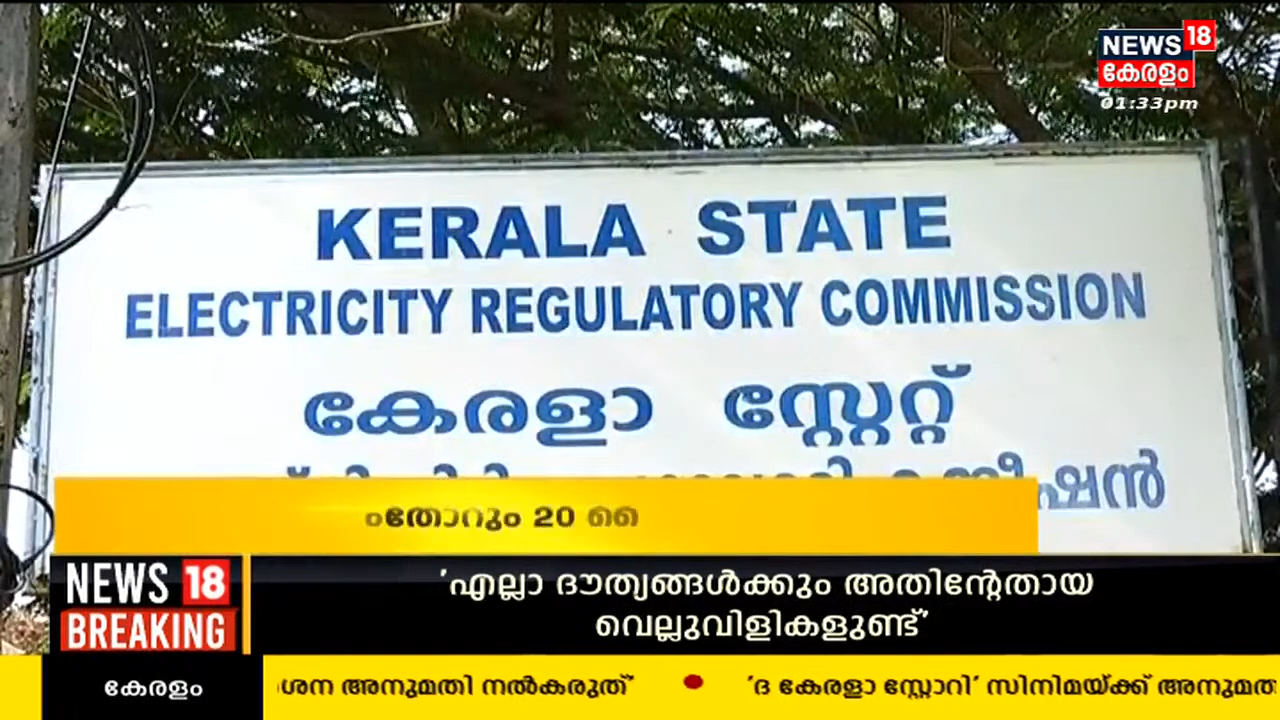 NEWS 18
കേരളം
01:33pm
KERALA STATE
ELECTRICITY REGULATORY COMMISSION
കേരളാ സ്റ്റേറ്റ്
കമ്മീഷൻ
ംതോറും 20 പൈ
NEWS 18
BREAKING
'എല്ലാ ദൗത്യങ്ങൾക്കും അതിന്റേതായ
വെല്ലുവിളികളുണ്ട്'
കേരളം
ശന അനുമതി നൽകരുത്' • 'ദ കേരളാ സ്റ്റോറി' സിനിമയ്ക്ക് അനുമത